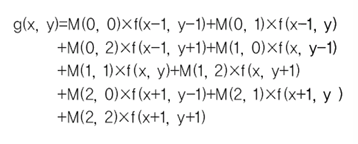 g(x, y)=M(0, 0)×f(x−1, y−1)+M(0, 1)×f(x−1, y)
+M(0, 2)×f(x−1, y+1)+M(1, 0)×f(x, y−1)
+M(1, 1)×f(x, y)+M(1, 2)×f(x, y+1)
+M(2, 0)×f(x+1, y−1)+M(2, 1)×f(x+1, y )
+M(2, 2)×f(x+1, y+1)